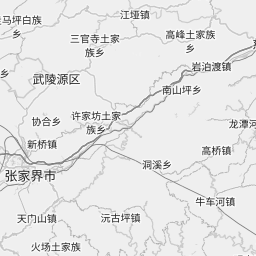 江垭镇
走马坪白族
乡
三官寺土家
族乡
高峰土家族
乡
岩泊渡镇
武陵源区
南山坪乡
协合乡
许家坊土家
族乡
龙潭河
新桥镇
高桥镇
洞溪乡
张家界市
牛车河镇
天门山镇
沅古坪镇
火场土家族